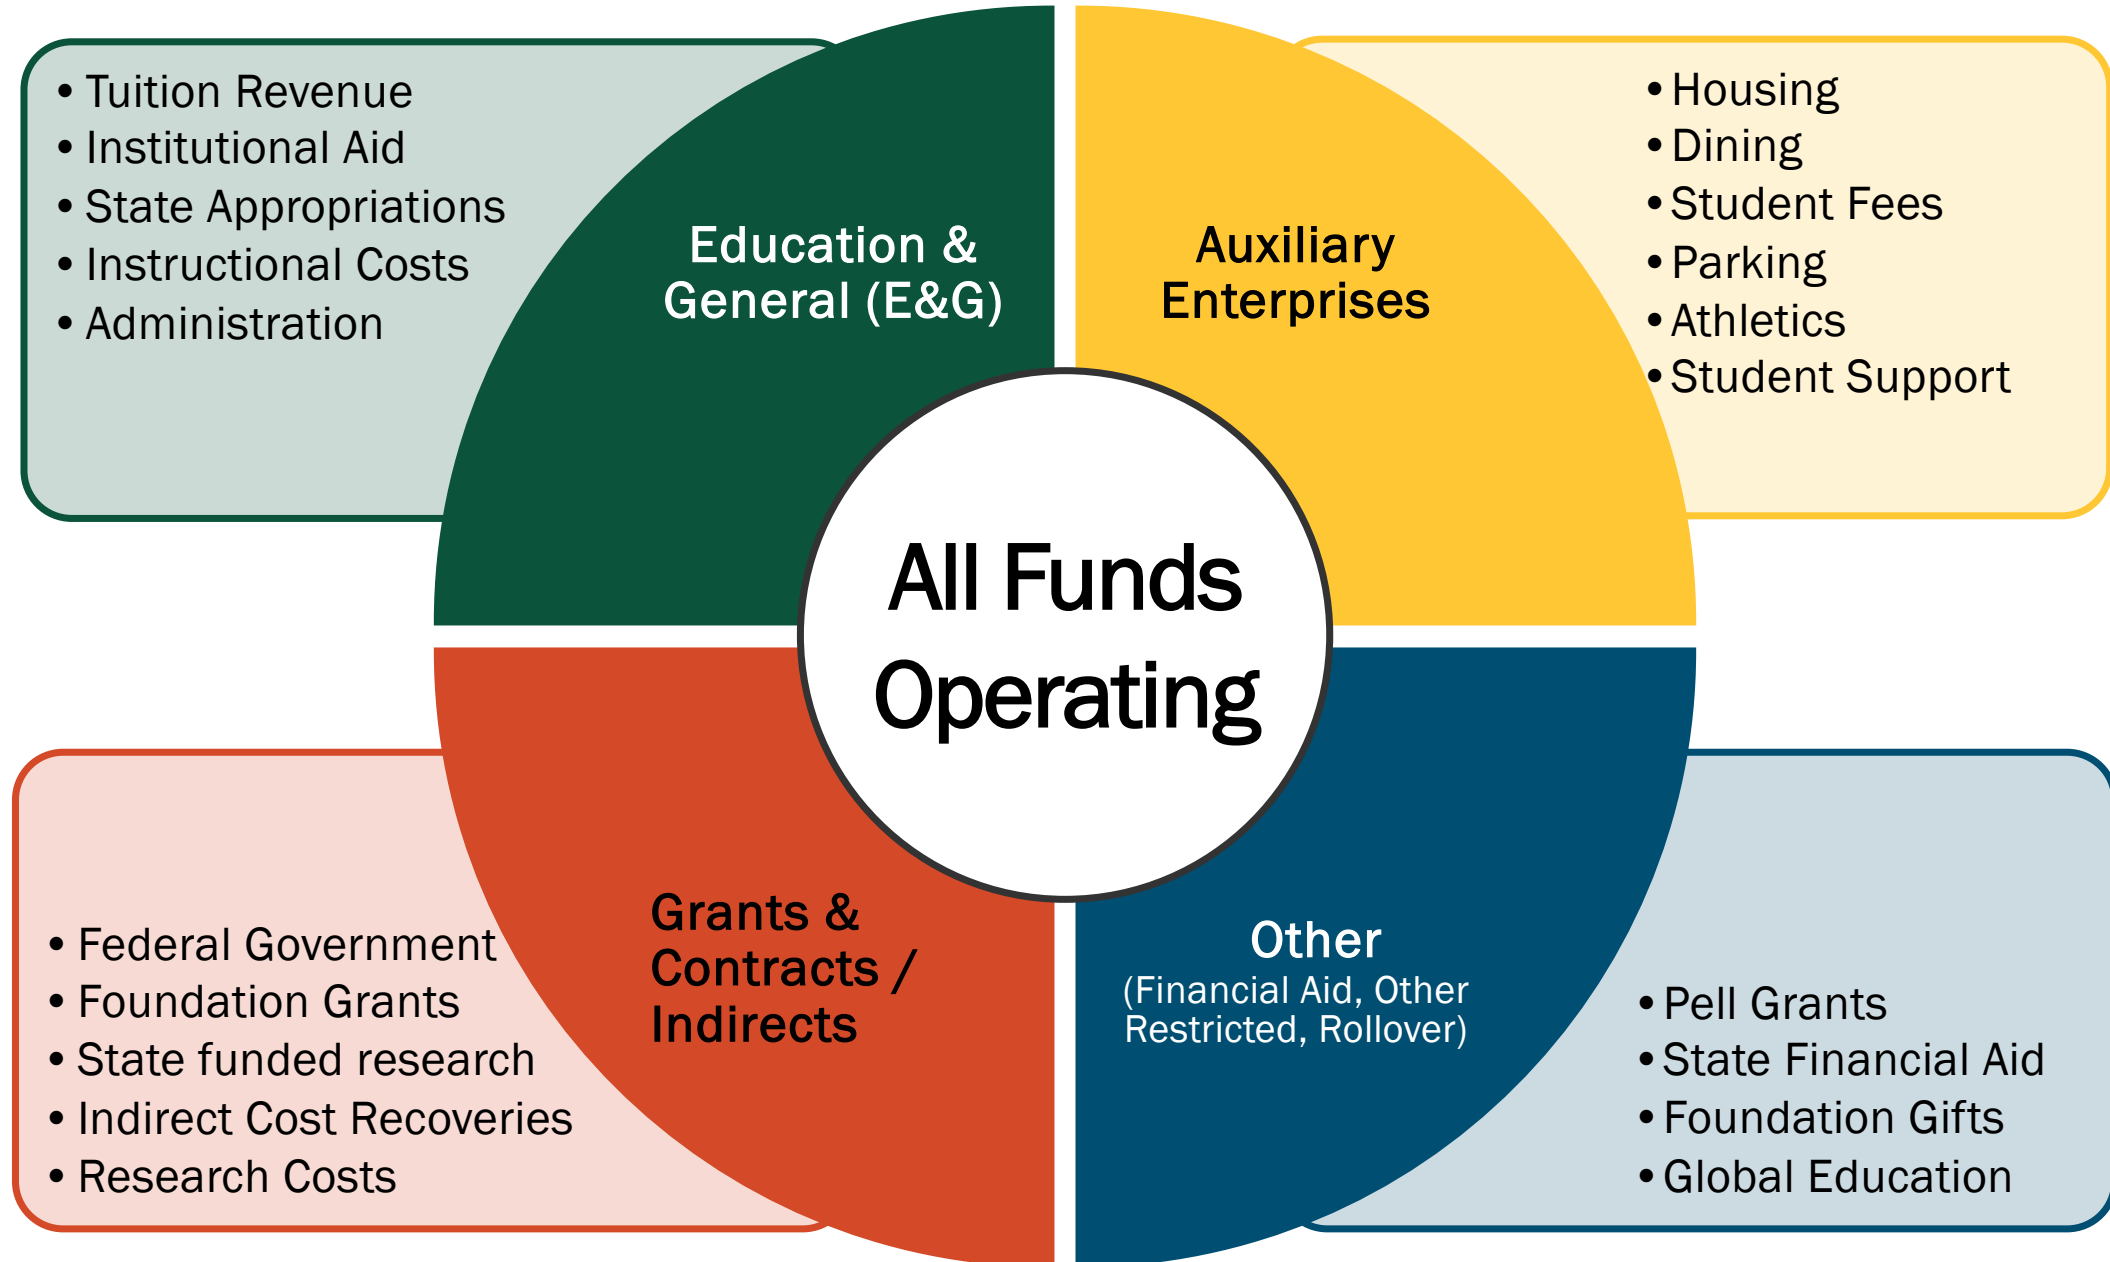 • Tuition Revenue
• Institutional Aid
• State Appropriations
• Instructional Costs
• Administration
Education &
General (E&G)
Auxiliary
Enterprises
• Housing
• Dining
• Student Fees
• Parking
• Athletics
• Student Support
All Funds
Operating
• Federal Government
• Foundation Grants
• State funded research
• Indirect Cost Recoveries
• Research Costs
Grants &
Contracts /
Indirects
Other
(Financial Aid, Other
Restricted, Rollover)
• Pell Grants
• State Financial Aid
• Foundation Gifts
• Global Education